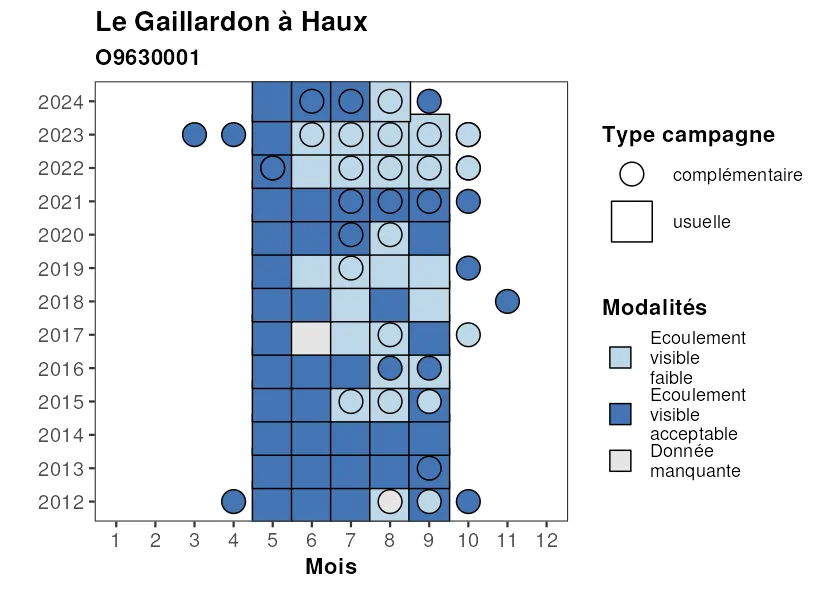 Le Gaillardon à Haux
O9630001
2024
2023
2022
2021
2020
2019
2018
2017
2016
2015
2014
2013
2012
1 2 3 4 5 6 7 8 9 10 11 12
Mois
Type campagne
complémentaire
usuelle
Modalités
Ecoulement
visible
faible
Ecoulement
visible
acceptable
Donnée
manquante